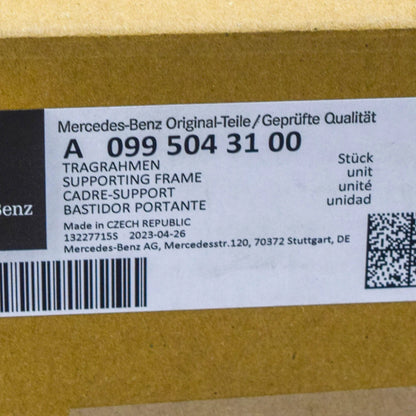 Mercedes-Benz Original-Teile/Geprüfte Qualität
A 099 504 31 00
TRAGRAHMEN
SUPPORTING FRAME
CADRE-SUPPORT
BASTIDOR PORTANTE
Stück
unit
unité
unidad
Benz
Made in CZECH REPUBLIC
13227715S 2023-04-26
Mercedes-Benz AG, Mercedesstr.120, 70372 Stuttgart, DE